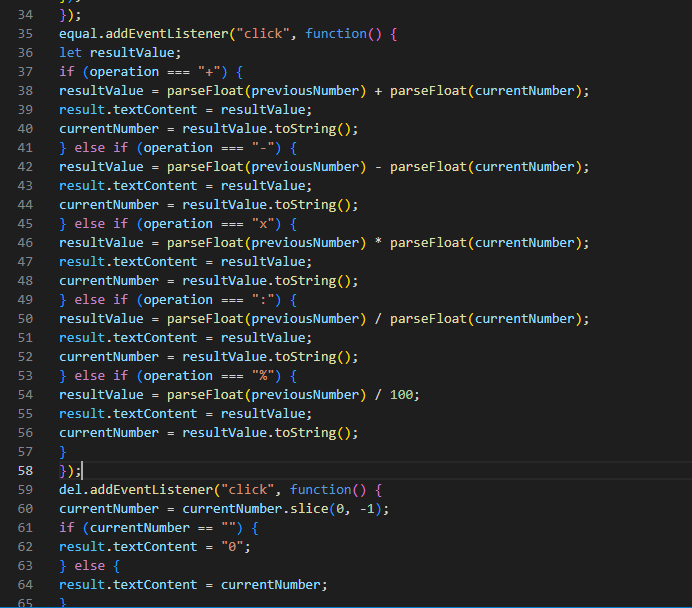 34 });
35 equal.addEventListener("click", function() {
36 let resultValue;
37 if (operation === "+") {
38 resultValue = parseFloat(previousNumber) + parseFloat(currentNumber);
39 result.textContent = resultValue;
40 currentNumber = resultValue.toString();
41 } else if (operation === "-") {
42 resultValue = parseFloat(previousNumber) - parseFloat(currentNumber);
43 result.textContent = resultValue;
44 currentNumber = resultValue.toString();
45 } else if (operation === "x") {
46 resultValue = parseFloat(previousNumber) * parseFloat(currentNumber);
47 result.textContent = resultValue;
48 currentNumber = resultValue.toString();
49 } else if (operation === ":") {
50 resultValue = parseFloat(previousNumber) / parseFloat(currentNumber);
51 result.textContent = resultValue;
52 currentNumber = resultValue.toString();
53 } else if (operation === "%") {
54 resultValue = parseFloat(previousNumber) / 100;
55 result.textContent = resultValue;
56 currentNumber = resultValue.toString();
57 }
58 });
59 del.addEventListener("click", function() {
60 currentNumber = currentNumber.slice(0, -1);
61 if (currentNumber == "") {
62 result.textContent = "0";
63 } else {
64 result.textContent = currentNumber;
65 }